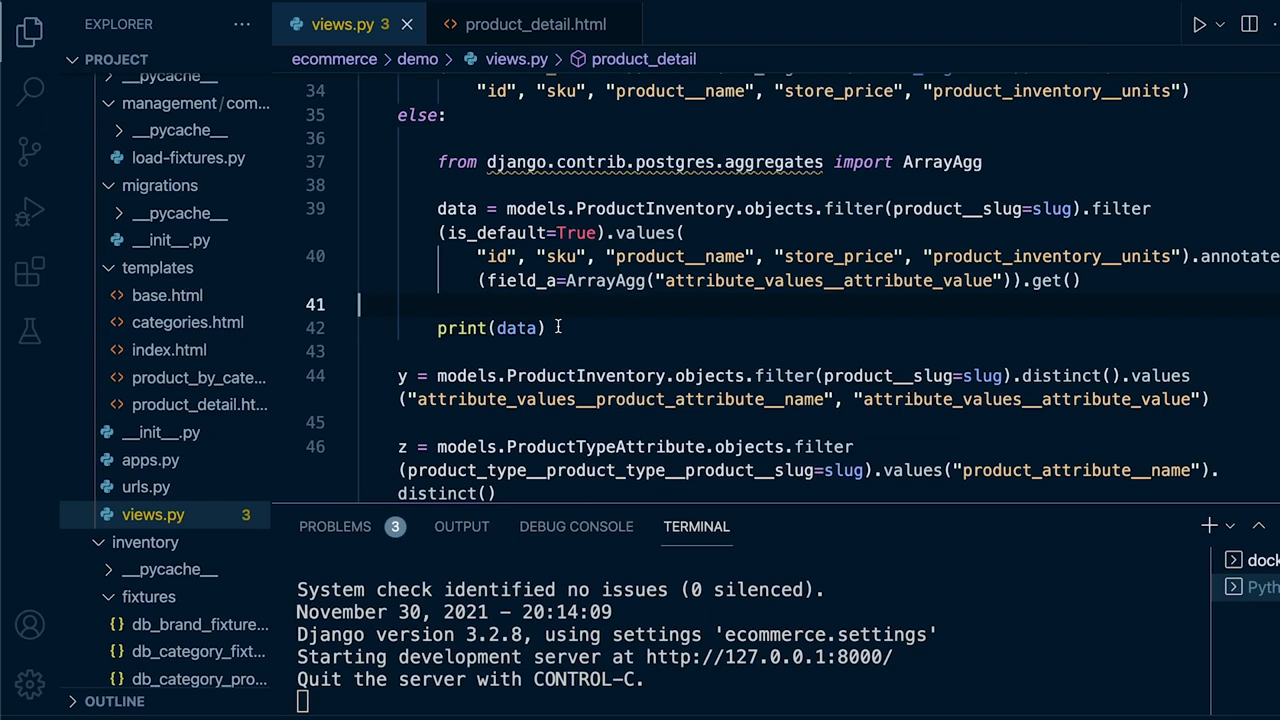 EXPLORER
PROJECT
__pycache__
management/com...
__pycache__
load-fixtures.py
migrations
__pycache__
__init__.py
templates
base.html
categories.html
index.html
product_by_cate...
product_detail.ht...
__init__.py
apps.py
urls.py
views.py 3
inventory
__pycache__
fixtures
db_brand_fixture...
db_category_fixt...
db_category_pro...
OUTLINE
views.py 3
product_detail.html
ecommerce > demo > views.py > product_detail
34 "id", "sku", "product__name", "store_price", "product_inventory__units")
35 else:
36
37 from django.contrib.postgres.aggregates import ArrayAgg
38
39 data = models.ProductInventory.objects.filter(product__slug=slug).filter
(is_default=True).values(
40 "id", "sku", "product__name", "store_price", "product_inventory__units").annotate
(field_a=ArrayAgg("attribute_values__attribute_value")).get()
41
42 print(data)
43
44 y = models.ProductInventory.objects.filter(product__slug=slug).distinct().values
("attribute_values__product_attribute__name", "attribute_values__attribute_value")
45
46 z = models.ProductTypeAttribute.objects.filter
(product_type__product_type__product__slug=slug).values("product_attribute__name").
distinct()
PROBLEMS 3 OUTPUT DEBUG CONSOLE TERMINAL
System check identified no issues (0 silenced).
November 30, 2021 - 20:14:09
Django version 3.2.8, using settings 'ecommerce.settings'
Starting development server at http://127.0.0.1:8000/
Quit the server with CONTROL-C.
dock
Pyth